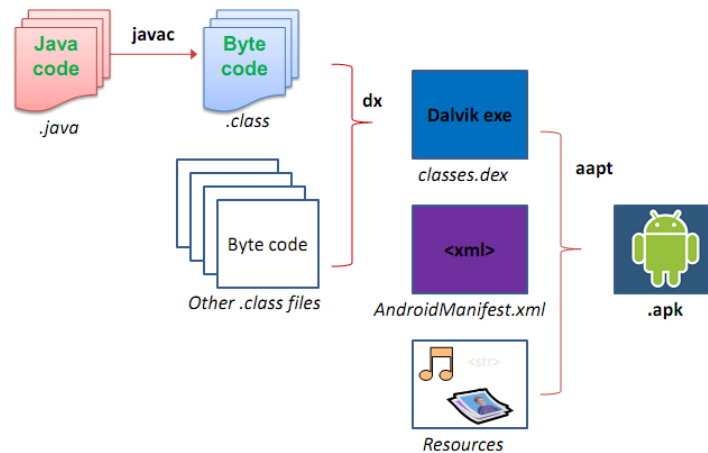 Java
code
javac
Byte
code
.java
.class
dx
Dalvik exe
classes.dex
aapt
Byte code
Other .class files
<xml>
AndroidManifest.xml
.apk
<str>
Resources